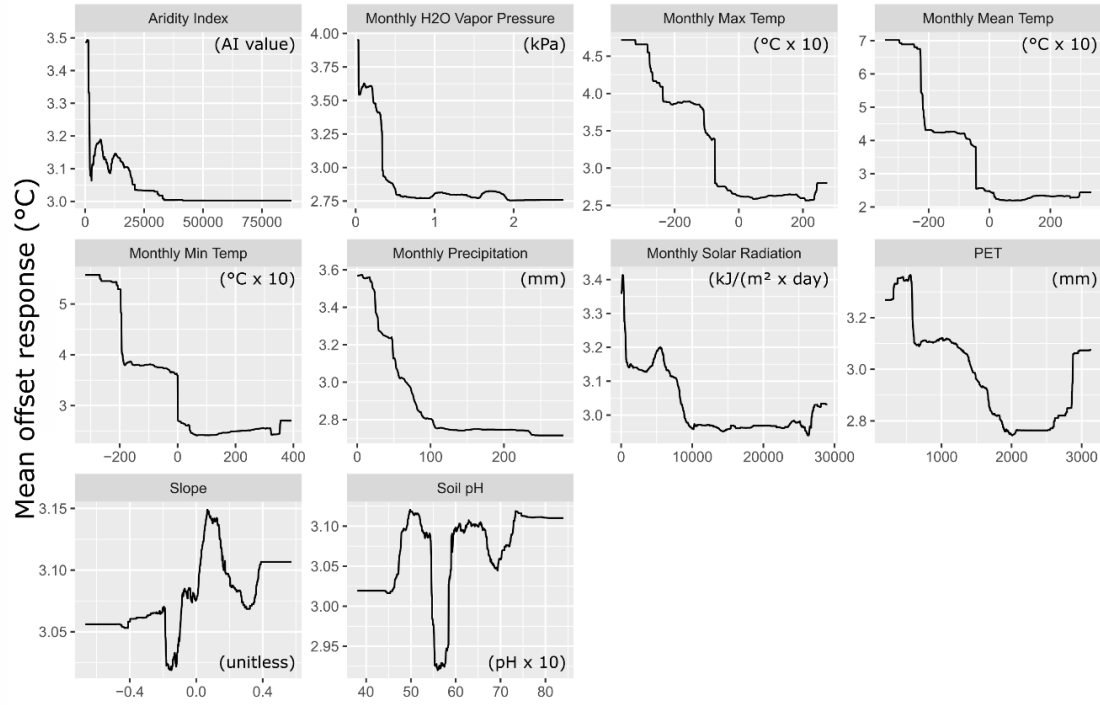 Mean offset response (°C)
Aridity Index
(AI value)
3.5
3.4
3.3
3.2
3.1
3.0
0 25000 50000 75000
Monthly H2O Vapor Pressure
(kPa)
4.00
3.75
3.50
3.25
3.00
2.75
0 1 2
Monthly Max Temp
(°C x 10)
4.5
4.0
3.5
3.0
2.5
−200 0 200
Monthly Mean Temp
(°C x 10)
7
6
5
4
3
2
−200 0 200
Monthly Min Temp
(°C x 10)
5
4
3
−200 0 200 400
Monthly Precipitation
(mm)
3.6
3.4
3.2
3.0
2.8
0 100 200
Monthly Solar Radiation
(kJ/(m² x day)
3.4
3.3
3.2
3.1
3.0
0 10000 20000 30000
PET
(mm)
3.2
3.0
2.8
1000 2000 3000
Slope
(unitless)
3.15
3.10
3.05
−0.4 0.0 0.4
Soil pH
(pH x 10)
3.10
3.05
3.00
2.95
40 50 60 70 80